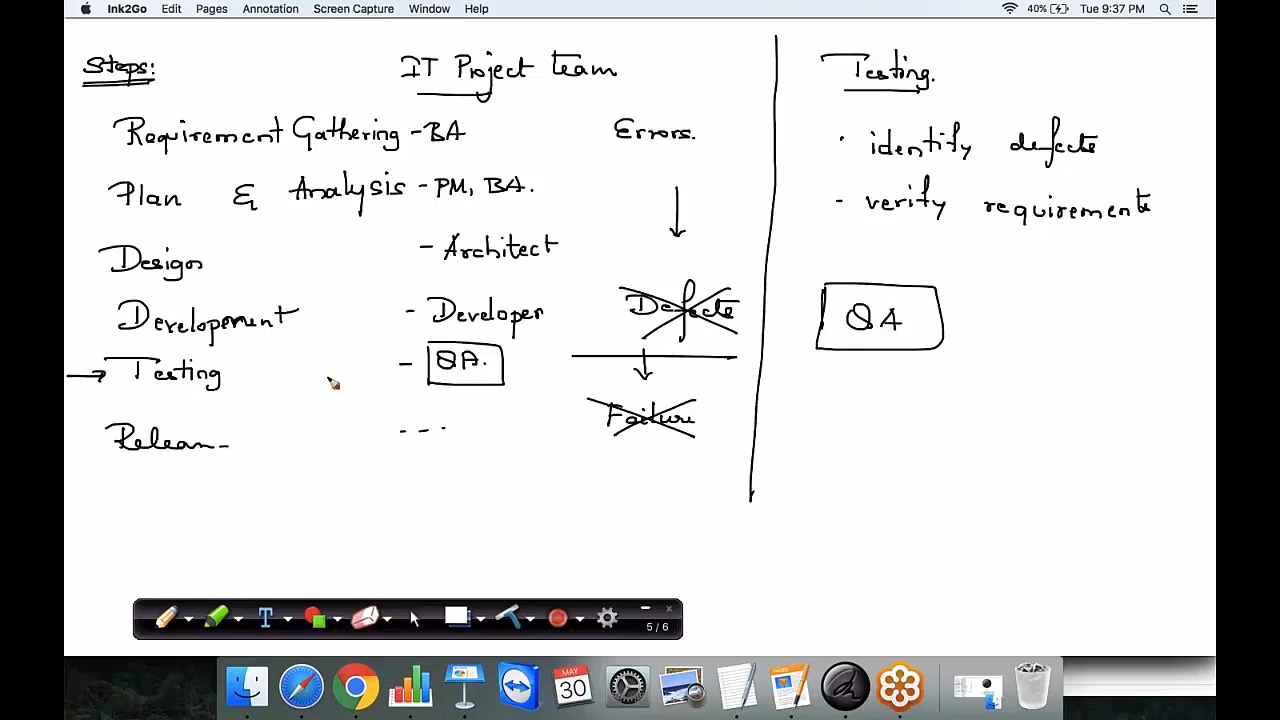 Ink2Go Edit Pages Annotation Screen Capture Window Help 40% Tue 9:37 PM
Steps:
IT Project team
Requirement Gathering - BA
Plan & Analysis - PM, BA.
Design - Architect
Development - Developer
Testing - QA.
- - -
Errors.
Defects
Failure
Testing.
· identify defects
- verify requirements
QA
T
5 / 6
MAY
30